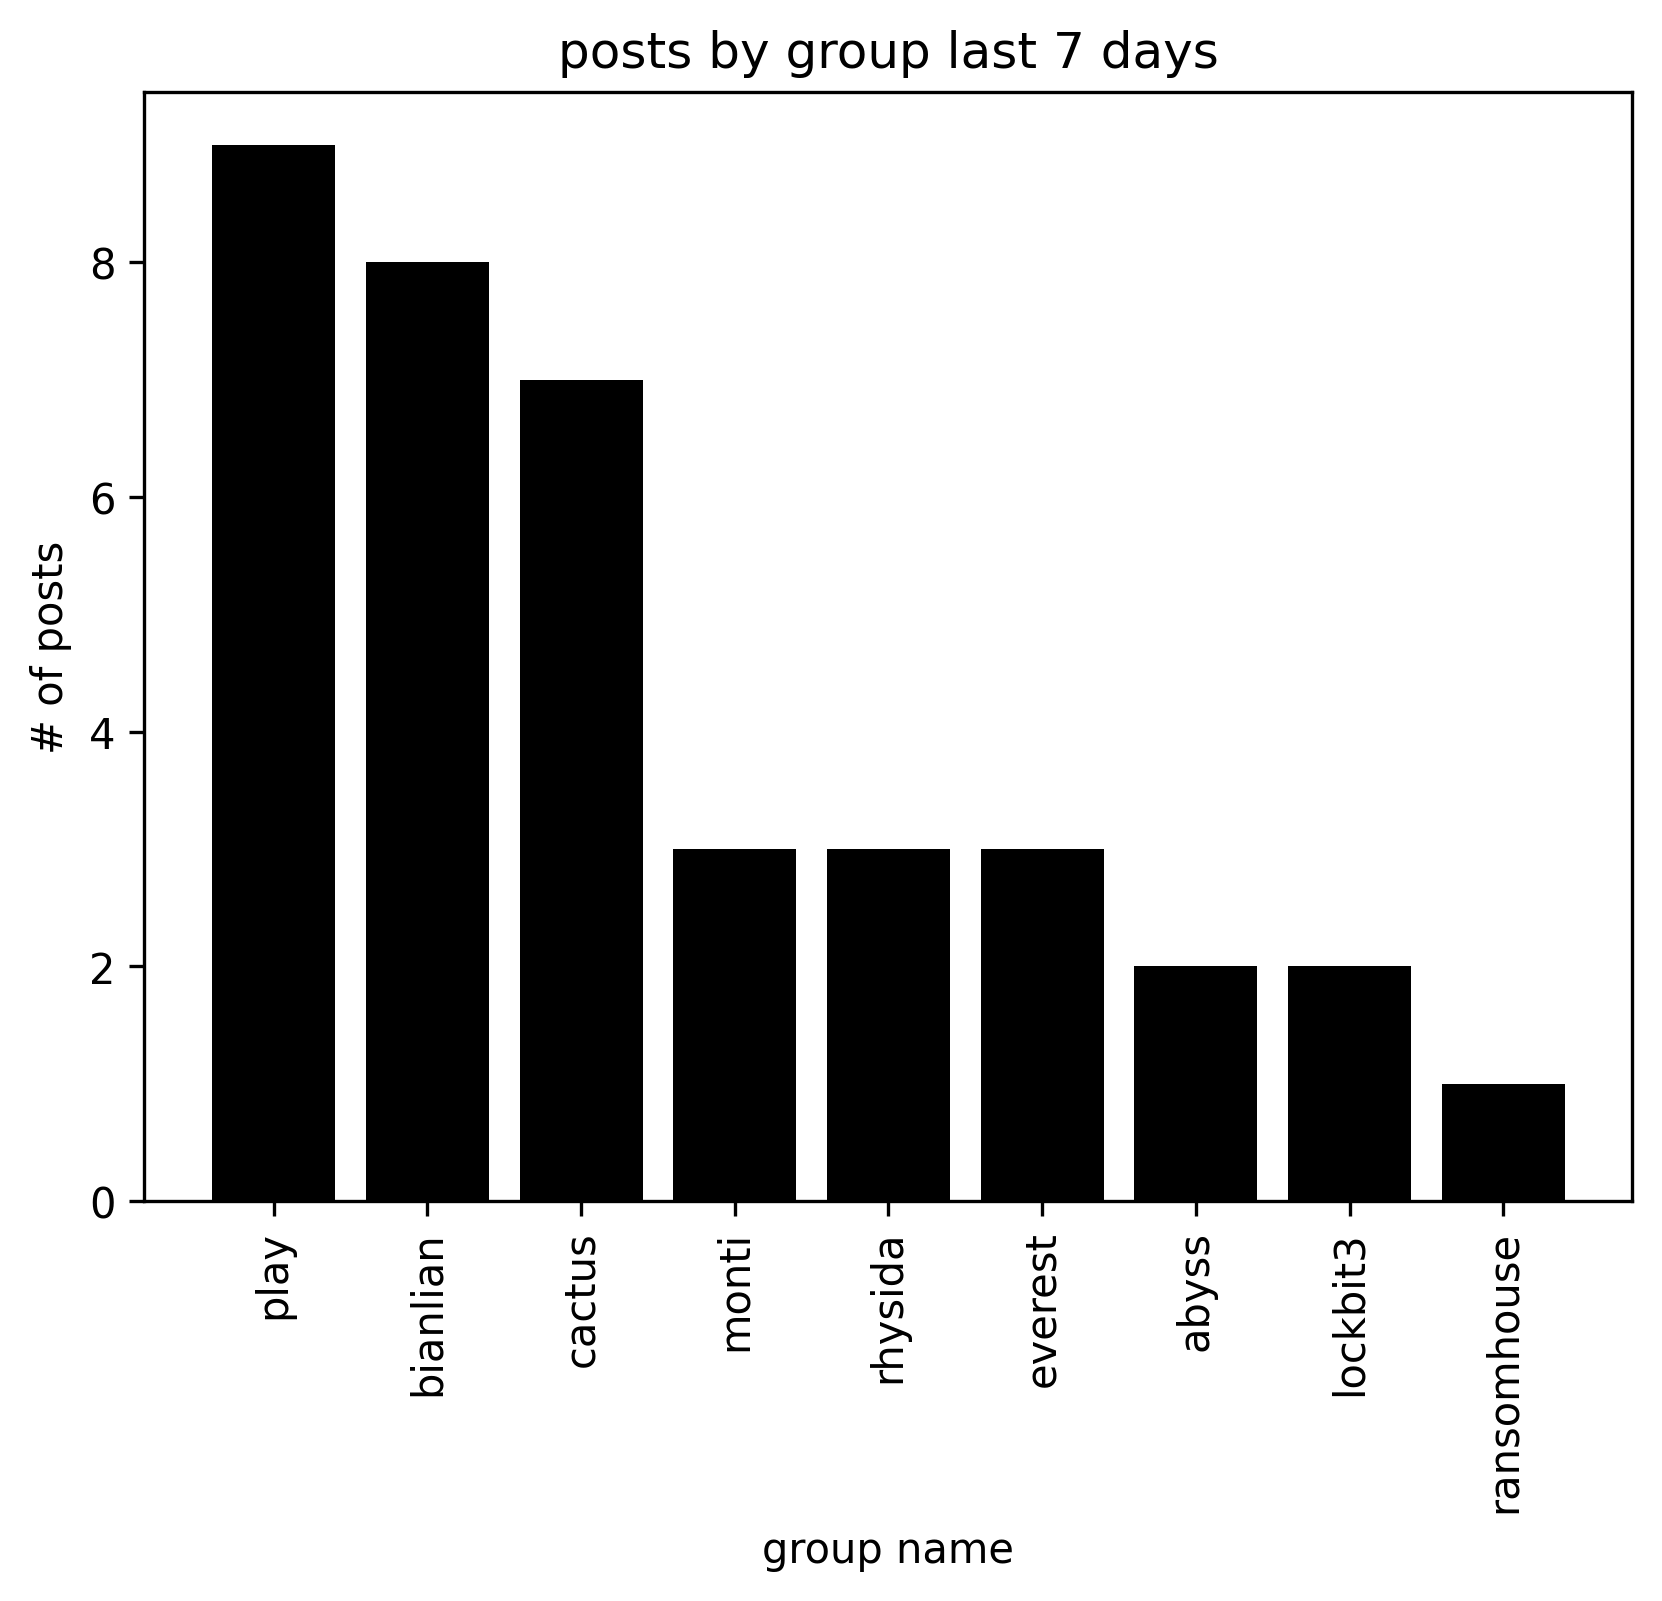 posts by group last 7 days
# of posts
8
6
4
2
0
play
bianlian
cactus
monti
rhysida
everest
abyss
lockbit3
ransomhouse
group name